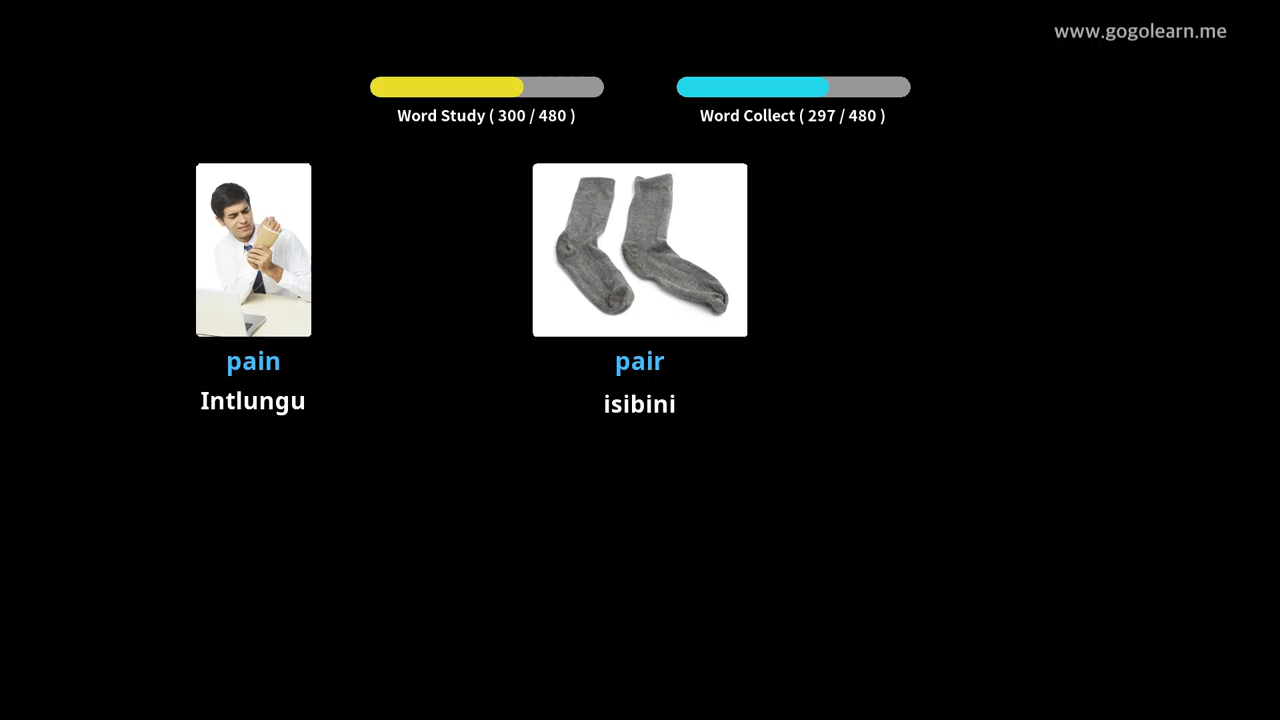 www.gogolearn.me
Word Study ( 300 / 480 )
Word Collect ( 297 / 480 )
pain
Intlungu
pair
isibini